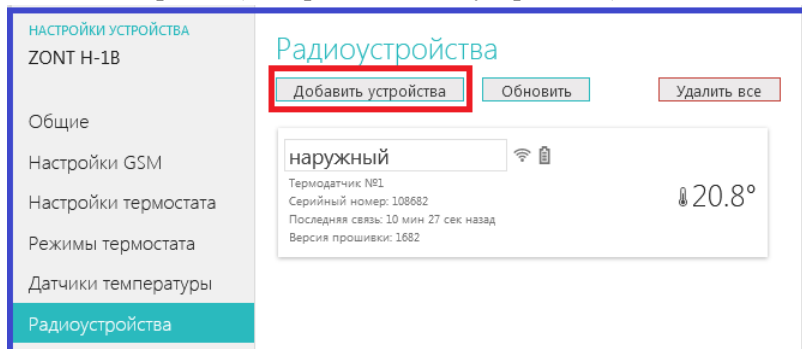 НАСТРОЙКИ УСТРОЙСТВА
ZONT H-1B
Общие
Настройки GSM
Настройки термостата
Режимы термостата
Датчики температуры
Радиоустройства
Радиоустройства
Добавить устройства
Обновить
Удалить все
наружный
Термодатчик №1
Серийный номер: 108682
Последняя связь: 10 мин 27 сек назад
Версия прошивки: 1682
20.8°